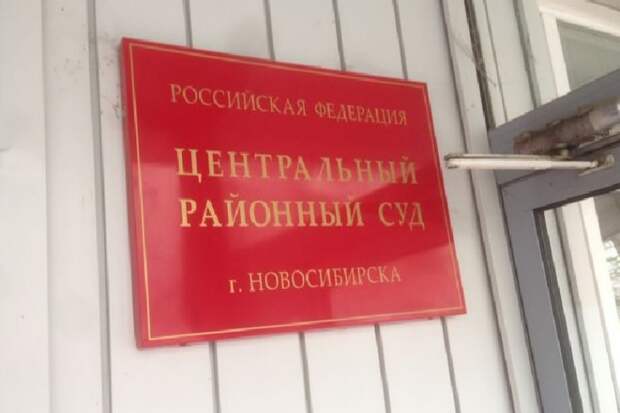 РОССИЙСКАЯ ФЕДЕРАЦИЯ
ЦЕНТРАЛЬНЫЙ
РАЙОННЫЙ СУД
г. НОВОСИБИРСКА